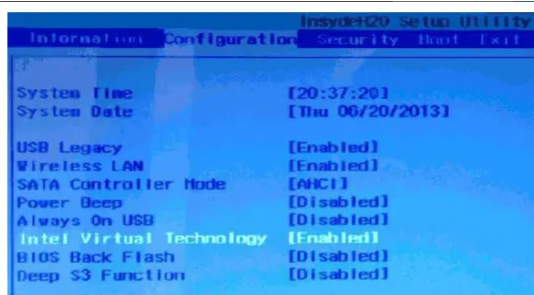 InsydeH20 Setup Utility
Information Configuration Security Boot Exit
System Time [20:37:20]
System Date [Thu 06/20/2013]
USB Legacy [Enabled]
Wireless LAN [Enabled]
SATA Controller Mode [AHCI]
Power Beep [Disabled]
Always On USB [Disabled]
Intel Virtual Technology [Enabled]
BIOS Back Flash [Disabled]
Deep S3 Function [Disabled]